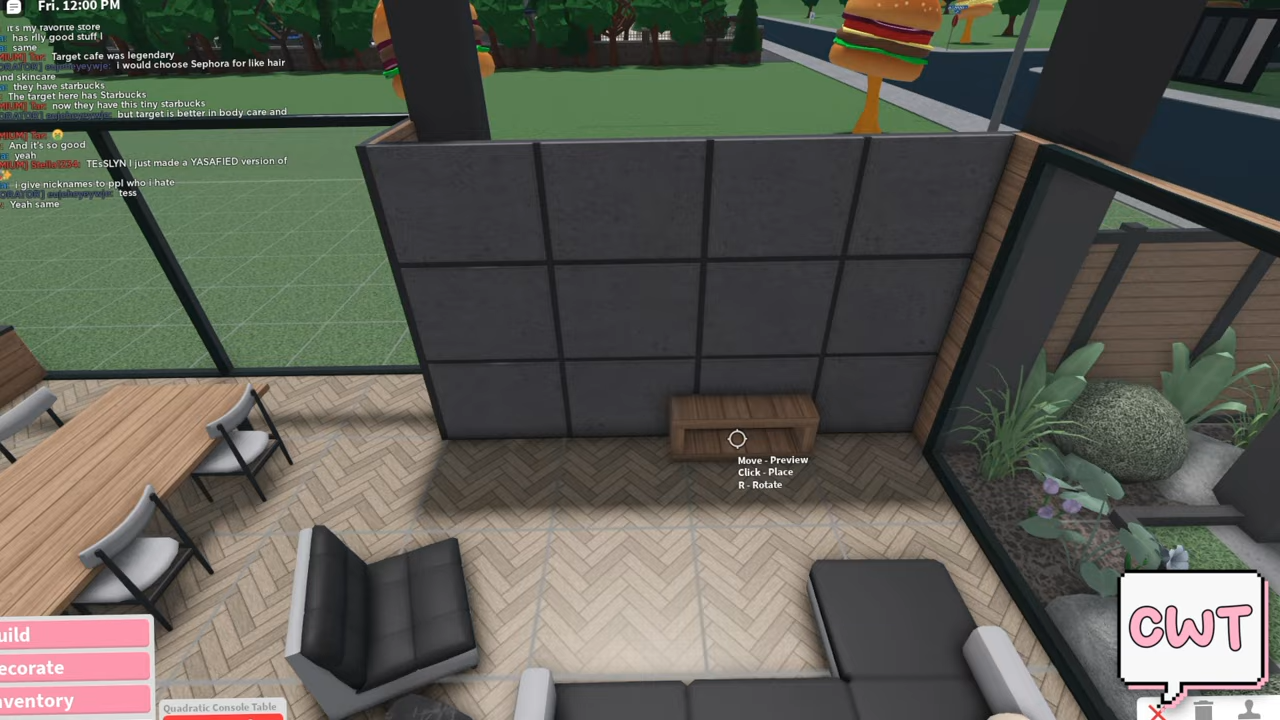 Fri. 12:00 PM
it's my favorite store
has rlly good stuff I
same
Target cafe was legendary
I would choose Sephora for like hair
and skincare
they have starbucks
The target here has Starbucks
now they have this tiny starbucks
but target is better in body care and
And it's so good
yeah
TEsSLYN I just made a YASAFIED version of
i give nicknames to ppl who i hate
tess
Yeah same
Move - Preview
Click - Place
R - Rotate
uild
ecorate
nventory
Quadratic Console Table
CWT